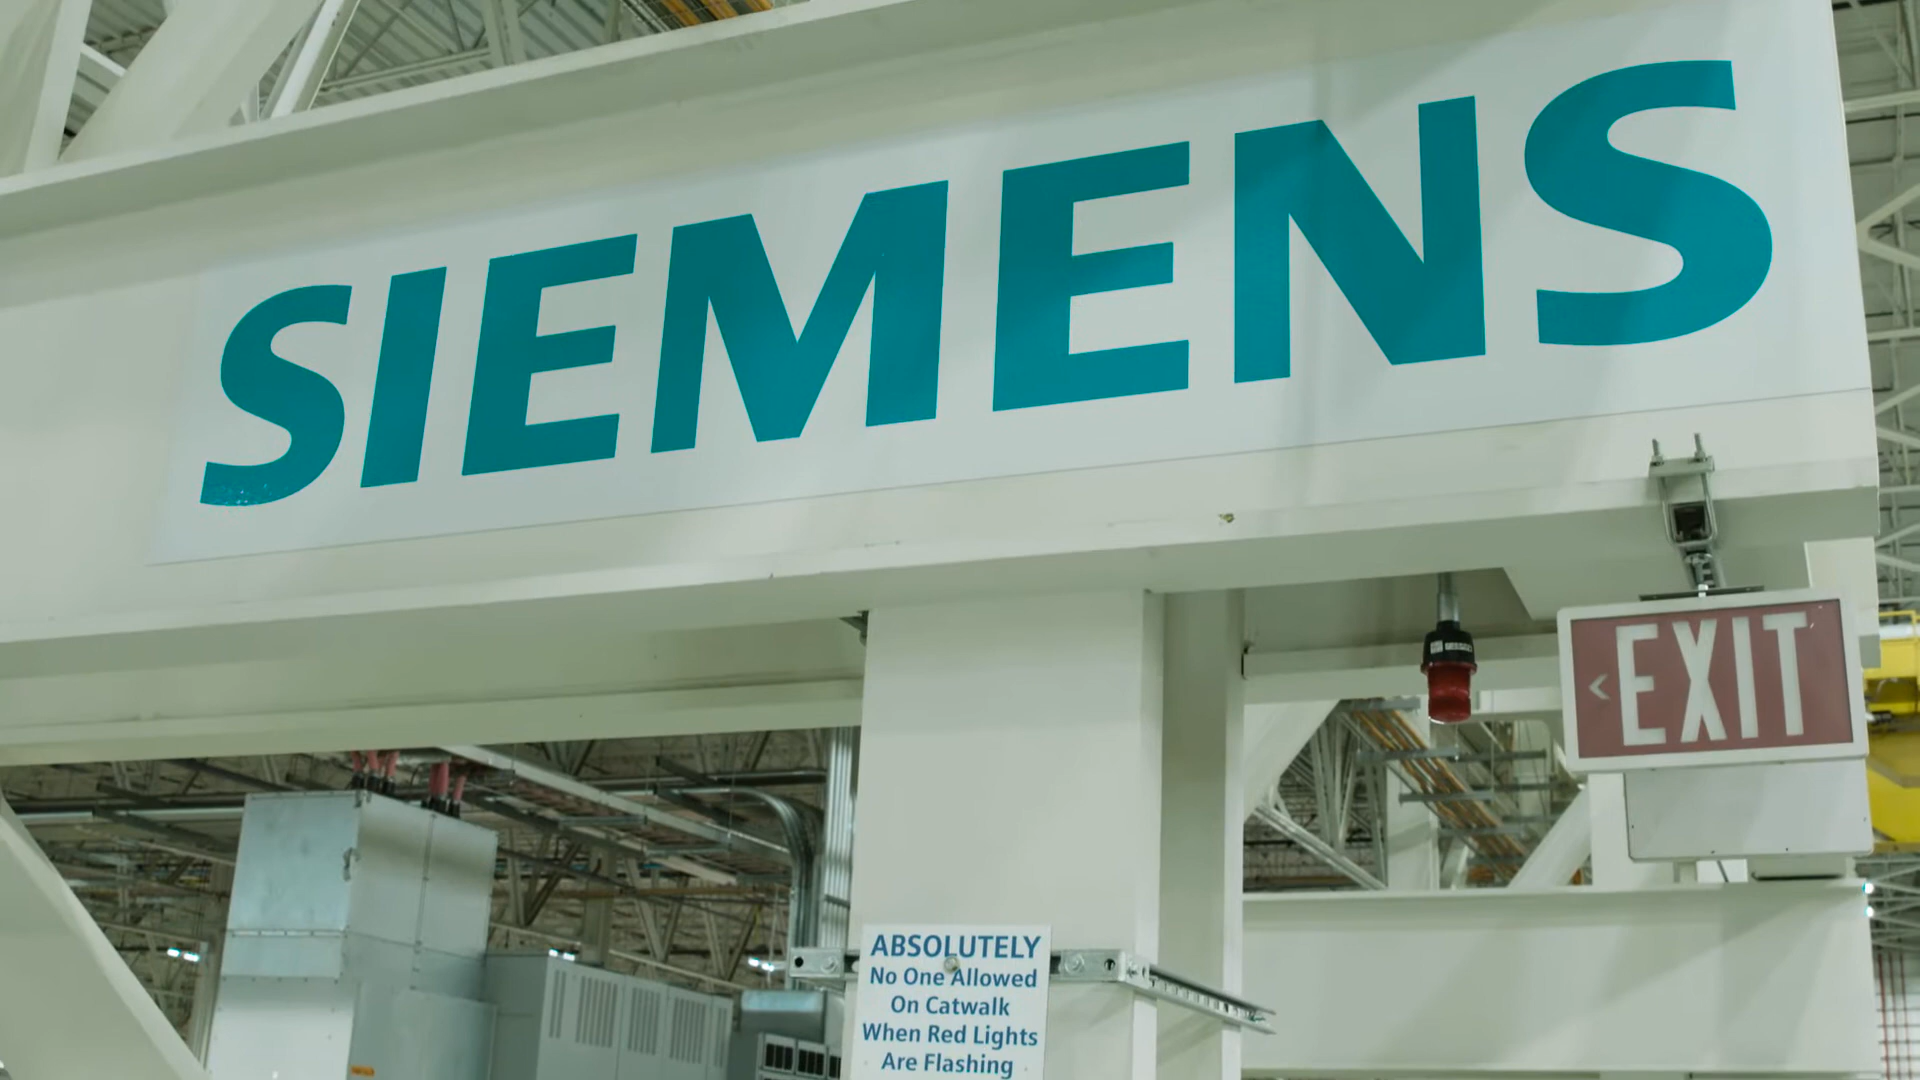 SIEMENS
< EXIT
ABSOLUTELY
No One Allowed
On Catwalk
When Red Lights
Are Flashing